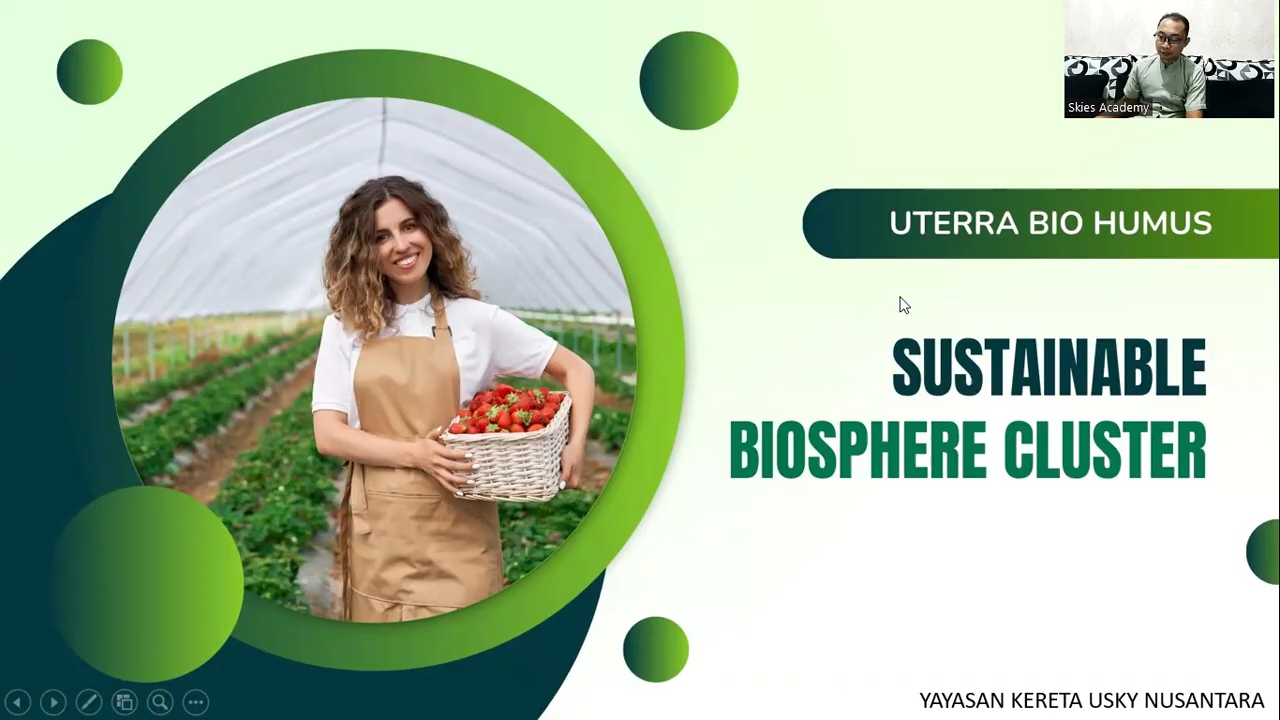 Skies Academy
UTERRA BIO HUMUS
SUSTAINABLE
BIOSPHERE CLUSTER
YAYASAN KERETA USKY NUSANTARA